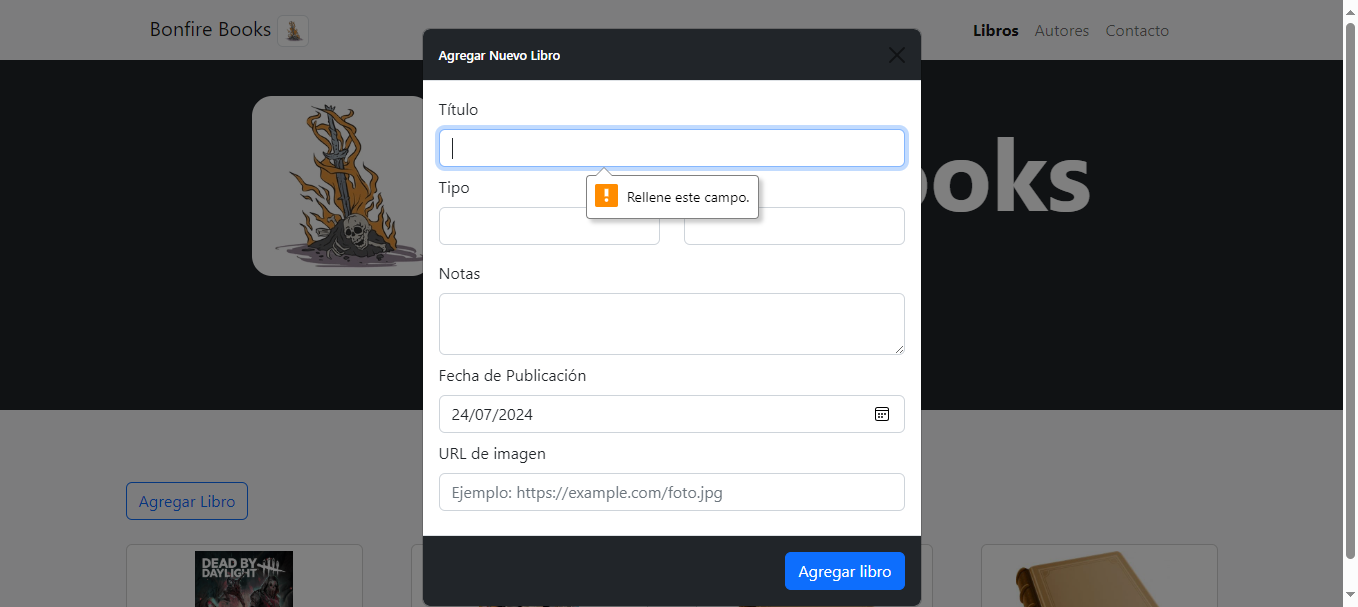 Bonfire Books
Libros Autores Contacto
Agregar Nuevo Libro
Título
Rellene este campo.
Tipo
ooks
Notas
Fecha de Publicación
24/07/2024
URL de imagen
Ejemplo: https://example.com/foto.jpg
Agregar Libro
DEAD BY
DAYLIGHT
Agregar libro